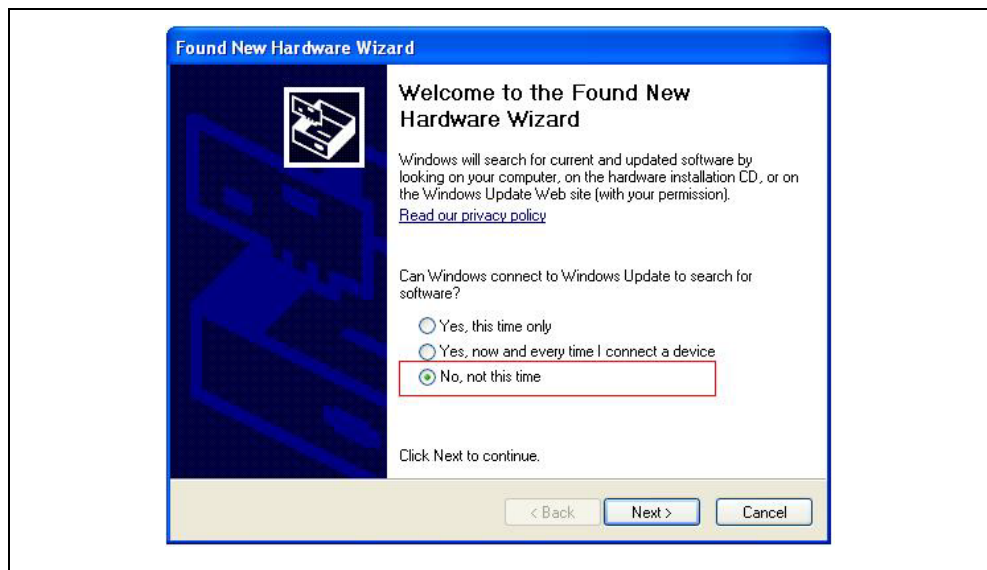 Found New Hardware Wizard
Welcome to the Found New
Hardware Wizard
Windows will search for current and updated software by
looking on your computer, on the hardware installation CD, or on
the Windows Update Web site (with your permission).
Read our privacy policy
Can Windows connect to Windows Update to search for
software?
Yes, this time only
Yes, now and every time I connect a device
No, not this time
Click Next to continue.
< Back
Next >
Cancel